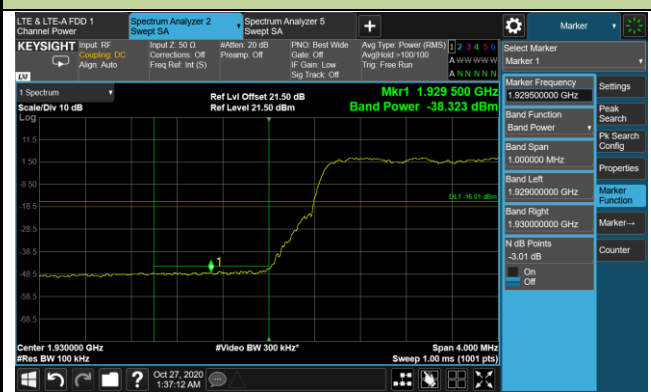 LTE & LTE-A FDD 1
Channel Power
Spectrum Analyzer 2
Swept SA
Spectrum Analyzer 5
Swept SA
+
Marker
KEYSIGHT
Input: RF
Coupling: DC
Align: Auto
Input Z: 50 Ω
Corrections: Off
Freq Ref: Int (S)
#Atten: 20 dB
Preamp: Off
PNO: Best Wide
Gate: Off
IF Gain: Low
Sig Track: Off
Avg Type: Power (RMS)
Avg|Hold:>100/100
Trig: Free Run
1 2 3 4 5 6
A W W W W W
A N N N N N
LXI
Select Marker
Marker 1
1 Spectrum
Scale/Div 10 dB
Log
Ref Lvl Offset 21.50 dB
Ref Level 21.50 dBm
Mkr1 1.929 500 GHz
Band Power -38.323 dBm
11.5
1.50
-8.50
-18.5
-28.5
-38.5
-48.5
-58.5
-68.5
DL1 -16.01 dBm
1
Center 1.930000 GHz
#Res BW 100 kHz
#Video BW 300 kHz*
Span 4.000 MHz
Sweep 1.00 ms (1001 pts)
Marker Frequency
1.929500000 GHz
Band Function
Band Power
Band Span
1.000000 MHz
Band Left
1.929000000 GHz
Band Right
1.930000000 GHz
N dB Points
-3.01 dB
On
Off
Settings
Peak
Search
Pk Search
Config
Properties
Marker
Function
Marker→
Counter
?
Oct 27, 2020
1:37:12 AM